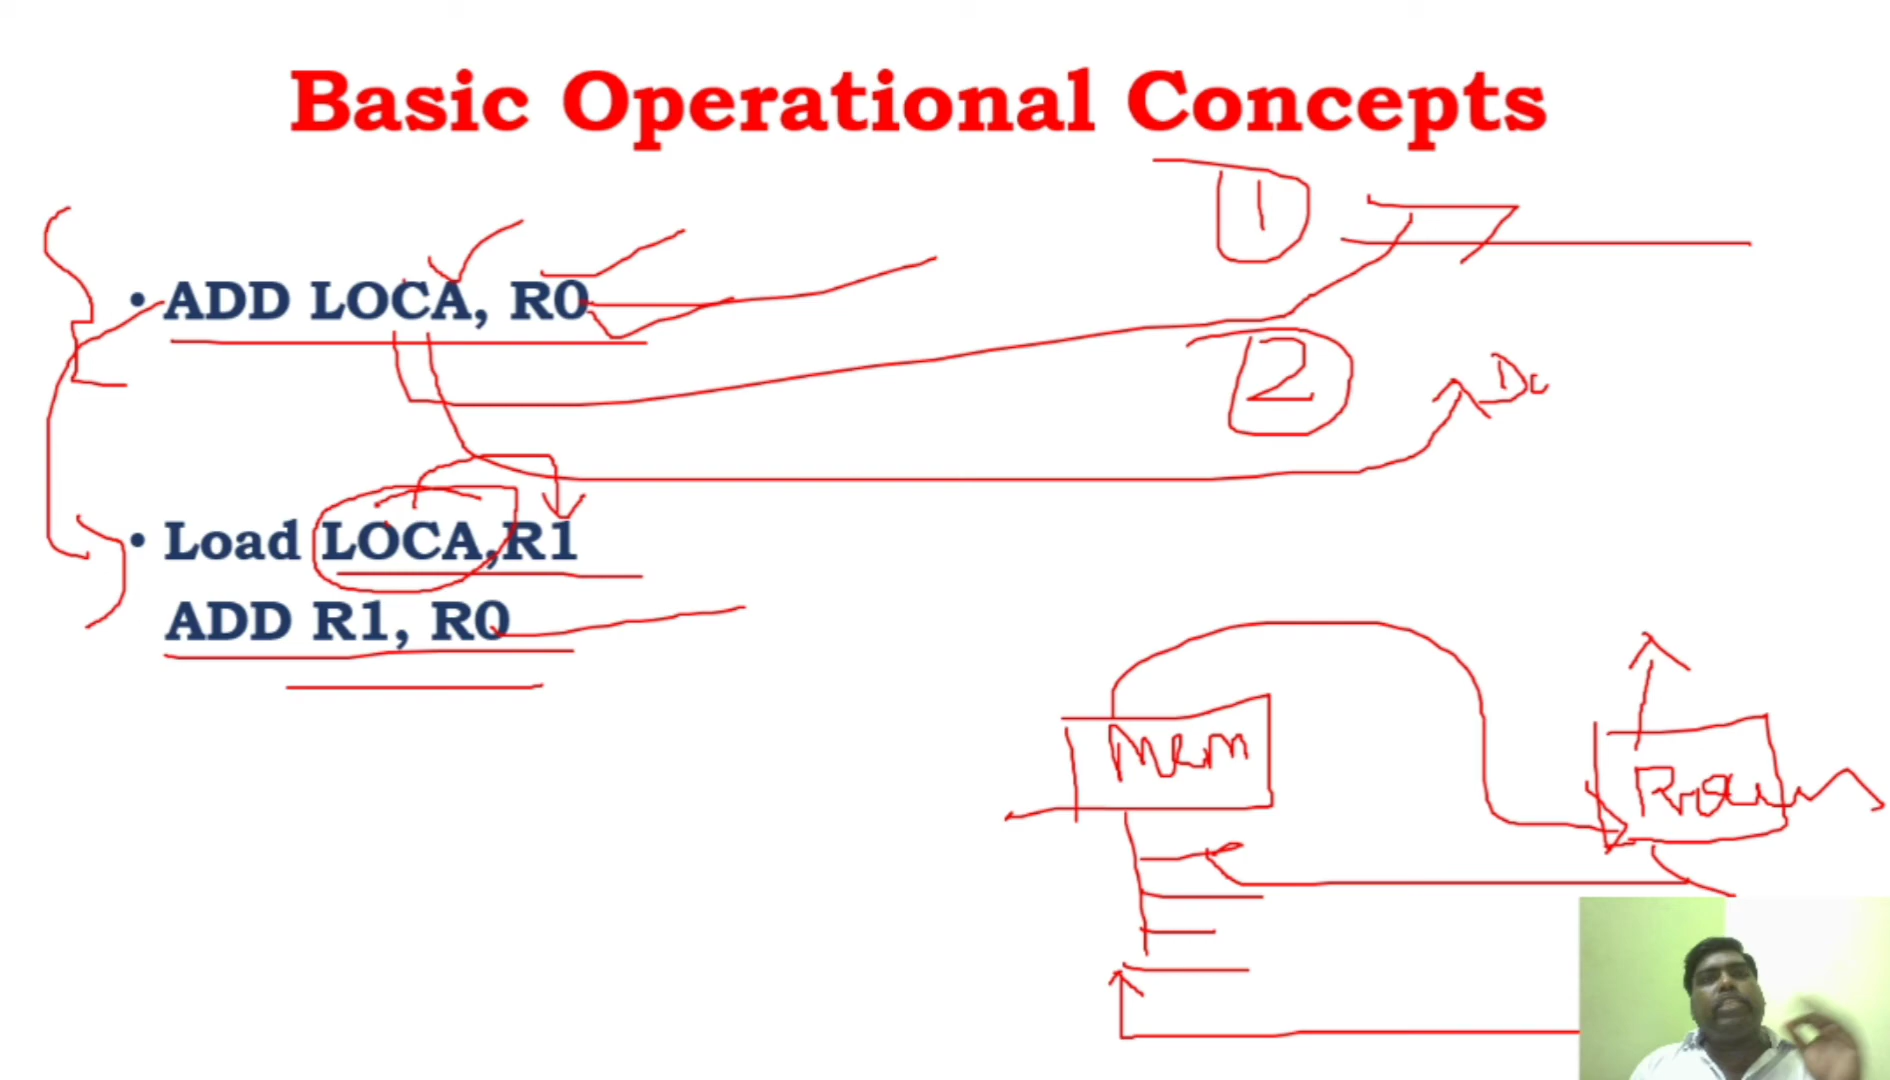 Basic Operational Concepts
1
• ADD LOCA, R0
2
• Load LOCA,R1
ADD R1, R0
Mem